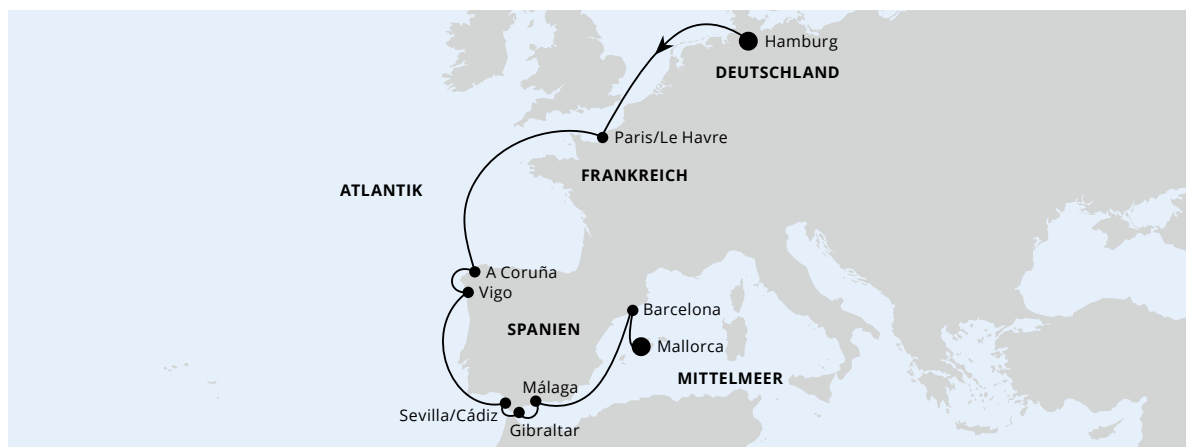 Hamburg
DEUTSCHLAND
Paris/Le Havre
FRANKREICH
ATLANTIK
A Coruña
Vigo
Barcelona
SPANIEN
Mallorca
MITTELMEER
Málaga
Sevilla/Cádiz
Gibraltar